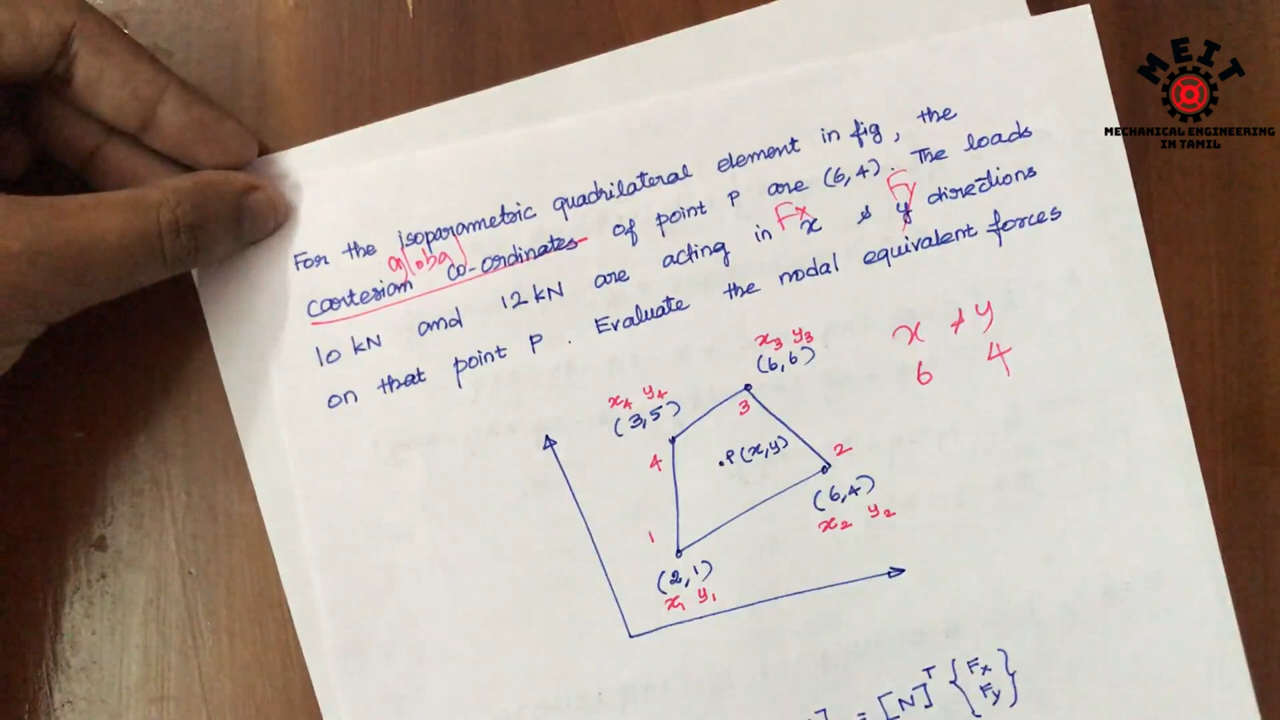 MEIT
MECHANICAL ENGINEERING
IN TAMIL
For the isoparametric quadrilateral element in fig, the
global
cartesian co-ordinates of point P are (6,4). The loads
Fx Fy
10 kN and 12 kN are acting in x & y directions
on that point P. Evaluate the nodal equivalent forces
x , y
6 4
x3 y3
(6,6)
x4 y4
(3,5)
3
4
.P(x,y)
2
(6,4)
x2 y2
1
(2,1)
x1 y1
= [N]ᵀ {Fx
Fy}